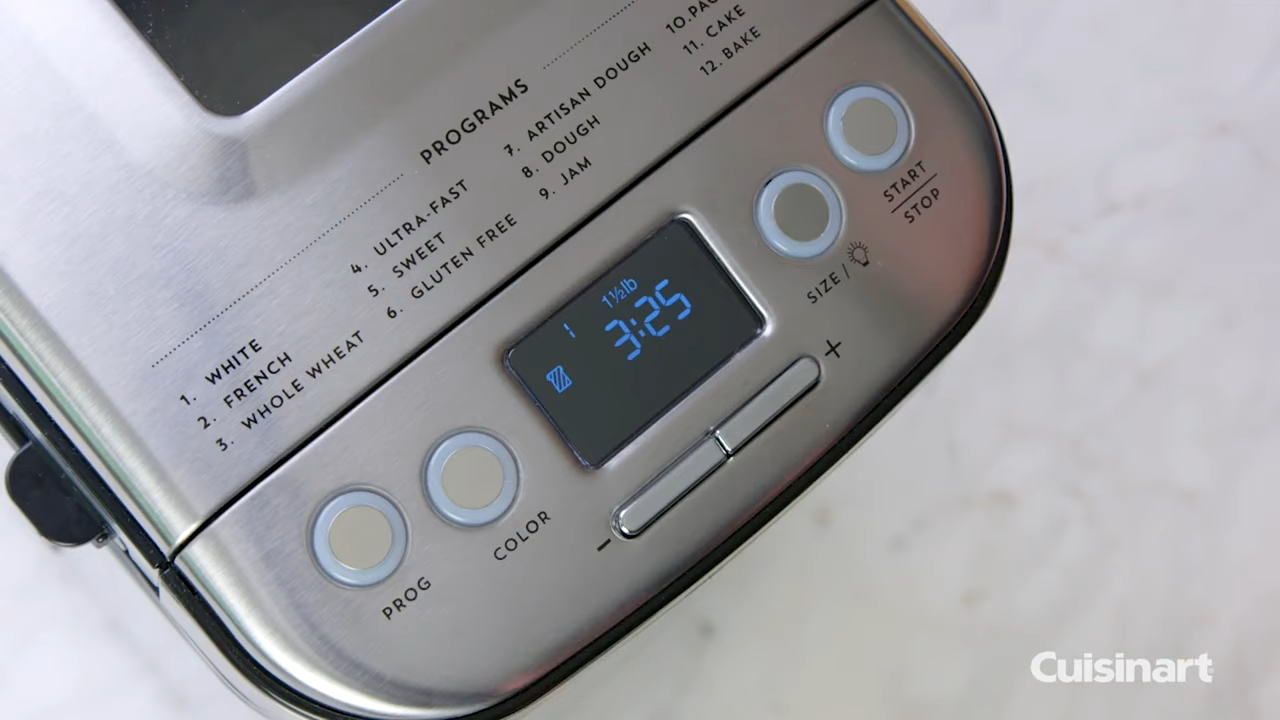 PROGRAMS
1. WHITE
2. FRENCH
3. WHOLE WHEAT
4. ULTRA-FAST
5. SWEET
6. GLUTEN FREE
7. ARTISAN DOUGH
8. DOUGH
9. JAM
10.
11. CAKE
12. BAKE
1 1½lb
3:25
PROG
COLOR
- +
SIZE /
START
STOP
Cuisinart